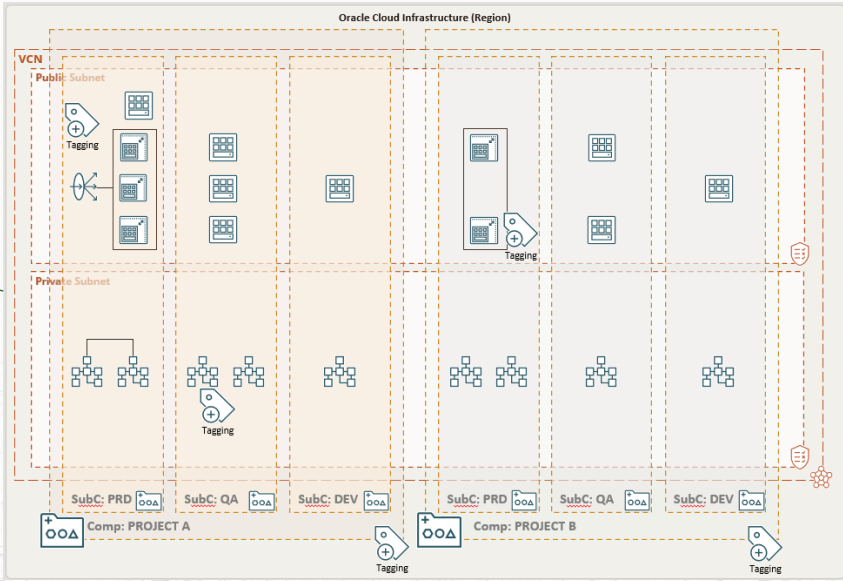 Oracle Cloud Infrastructure (Region)
VCN
Public Subnet
Tagging
Tagging
Private Subnet
Tagging
SubC: PRD
SubC: QA
SubC: DEV
SubC: PRD
SubC: QA
SubC: DEV
Comp: PROJECT A
Comp: PROJECT B
Tagging
Tagging